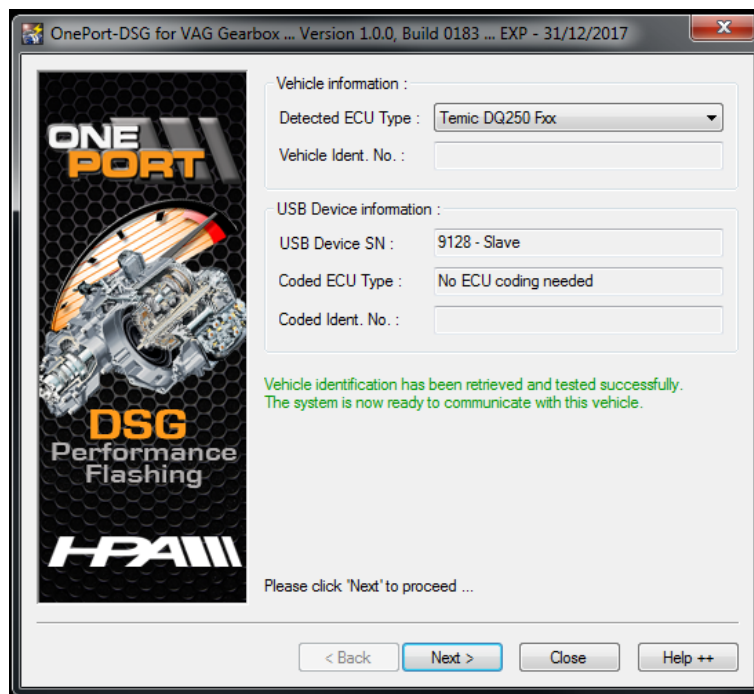 OnePort-DSG for VAG Gearbox ... Version 1.0.0, Build 0183 ... EXP - 31/12/2017
ONE
PORT
DSG
Performance
Flashing
HPA
Vehicle information :
Detected ECU Type :
Temic DQ250 Fxx
Vehicle Ident. No. :
USB Device information :
USB Device SN :
9128 - Slave
Coded ECU Type :
No ECU coding needed
Coded Ident. No. :
Vehicle identification has been retrieved and tested successfully.
The system is now ready to communicate with this vehicle.
Please click 'Next' to proceed ...
< Back
Next >
Close
Help ++